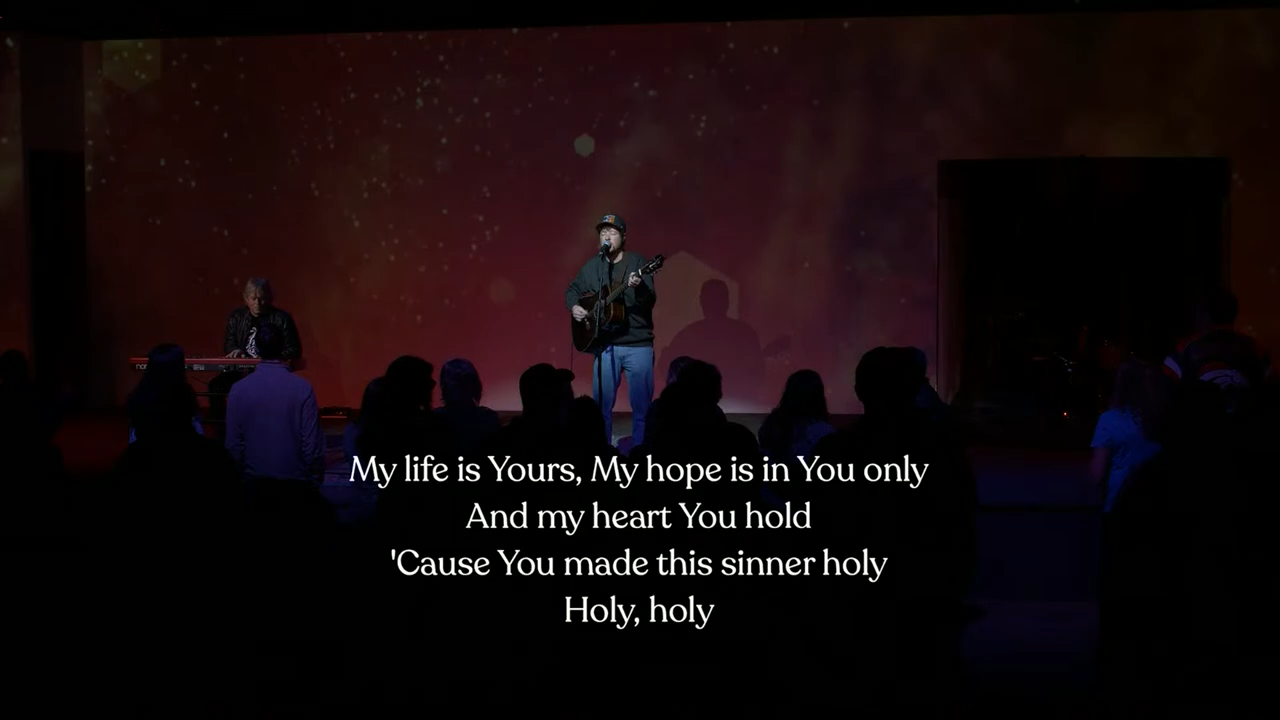 My life is Yours, My hope is in You only
And my heart You hold
'Cause You made this sinner holy
Holy, holy